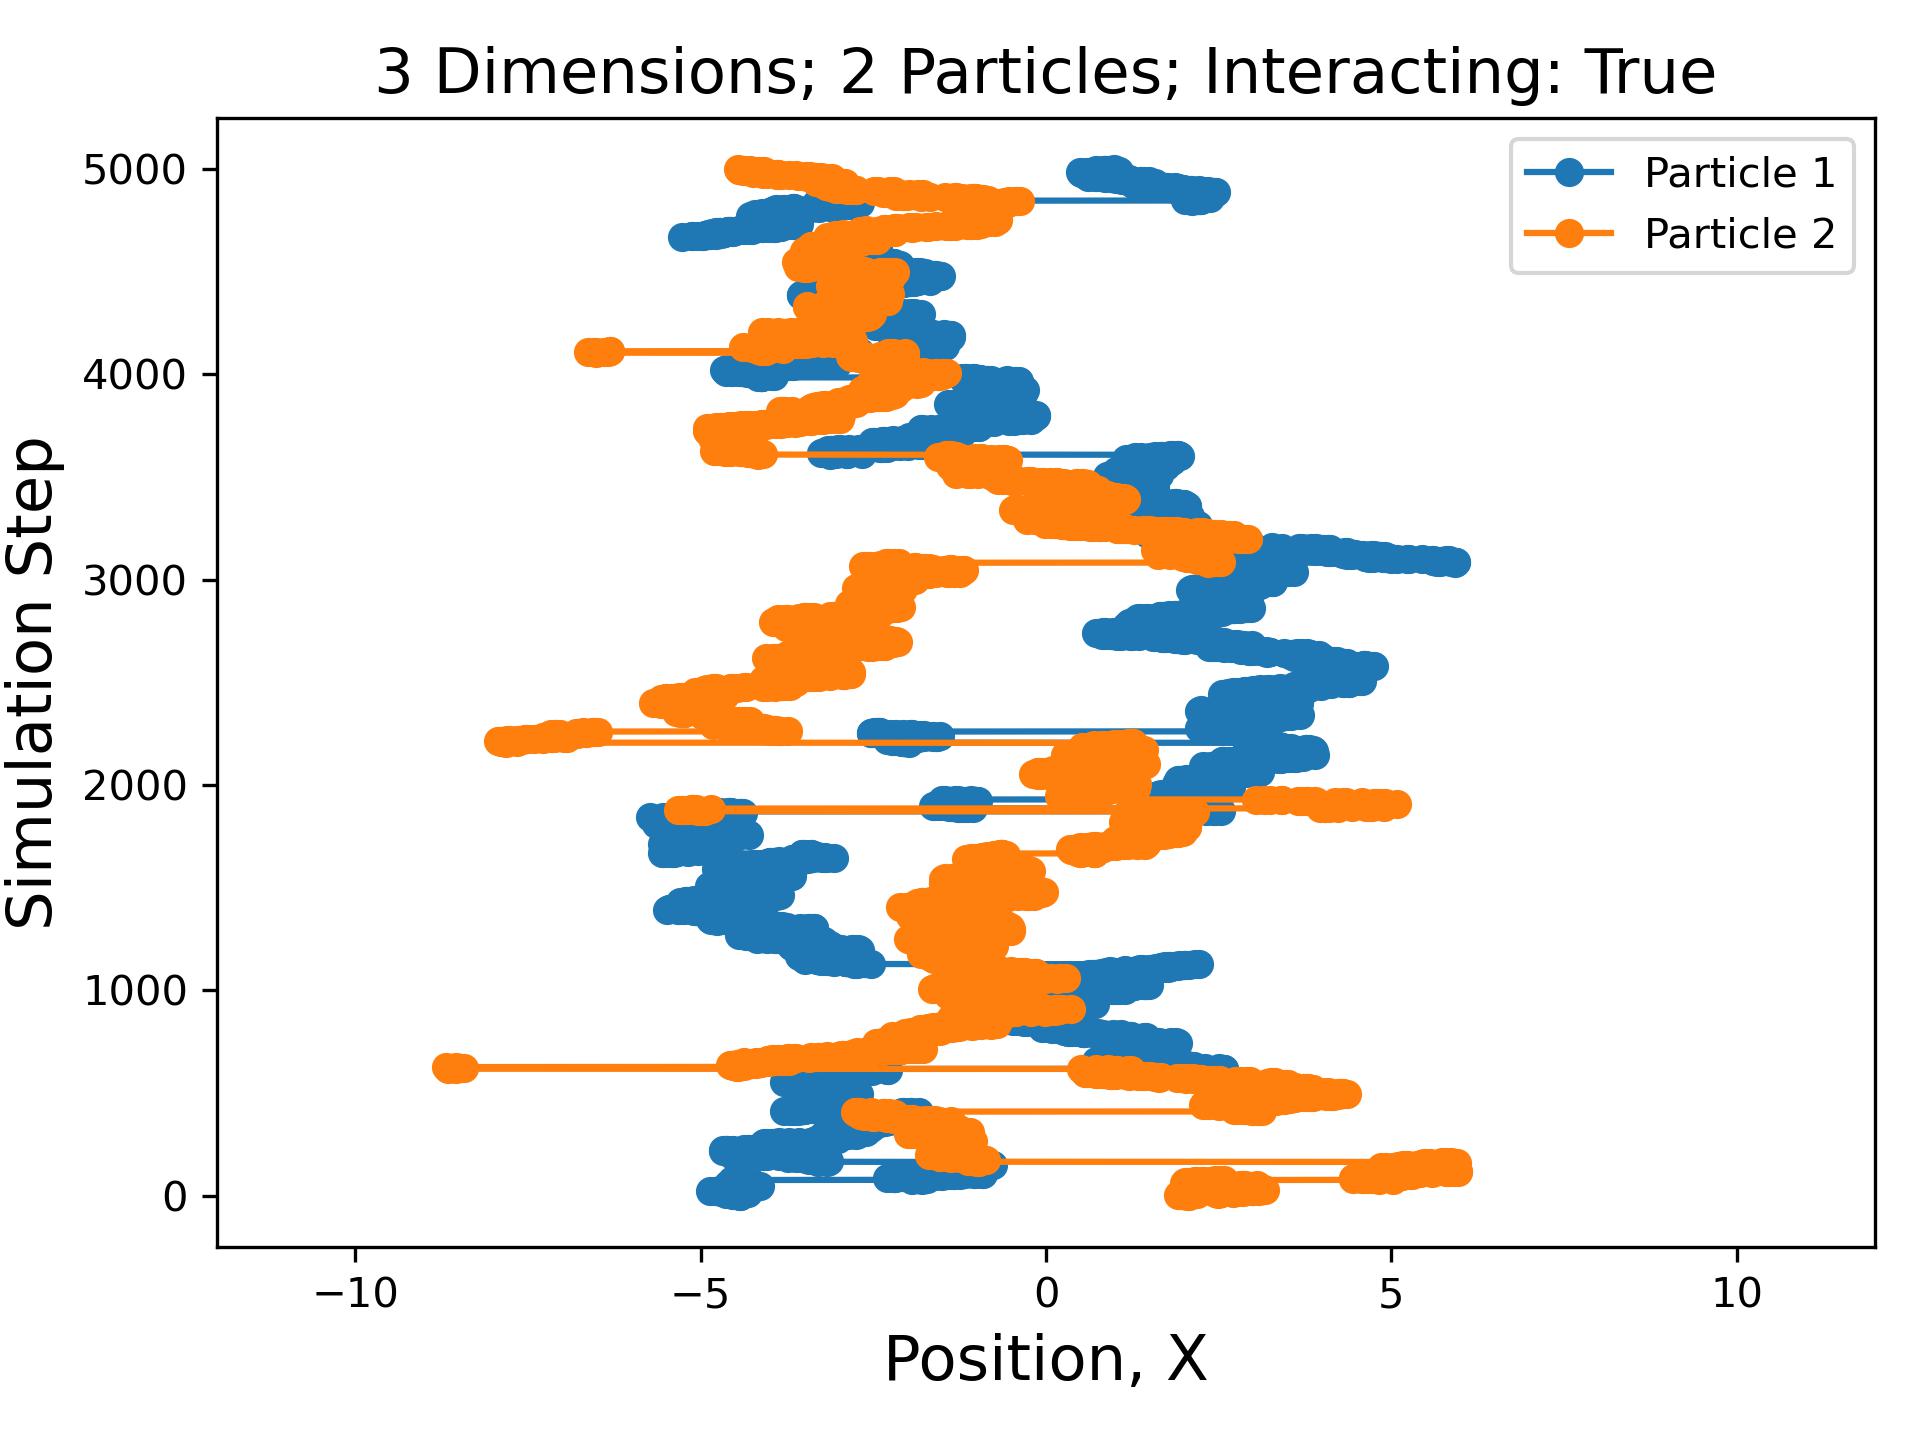 3 Dimensions; 2 Particles; Interacting: True
Particle 1
Particle 2
Simulation Step
5000
4000
3000
2000
1000
0
−10 −5 0 5 10
Position, X